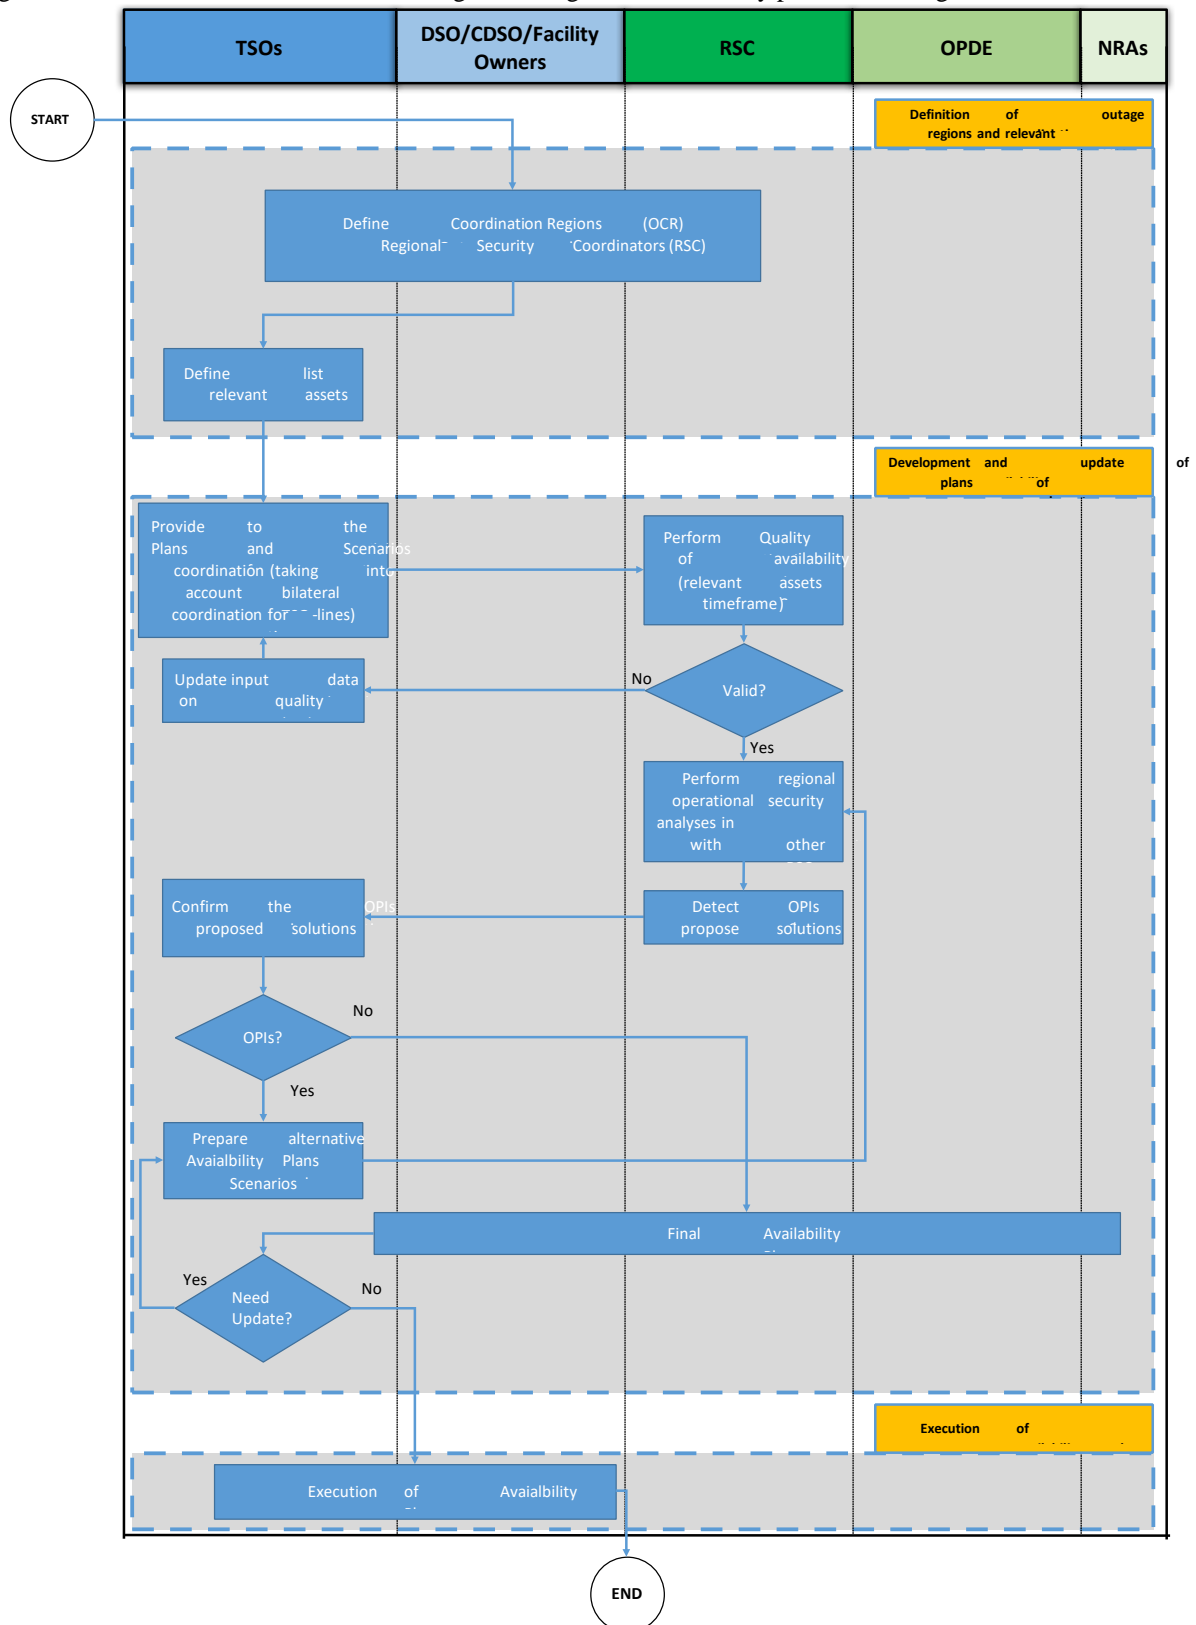 TSOs
DSO/CDSO/Facility
Owners
RSC
OPDE
NRAs
START
Definition of outage
regions and relevant
Define Coordination Regions (OCR)
Regional Security Coordinators (RSC)
Define list
relevant assets
Development and update of
plans of
Provide to the
Plans and Scenarios
coordination (taking into
account bilateral
coordination for -lines)
Perform Quality
of availability
(relevant assets
timeframe)
Update input data
on quality
No
Valid?
Yes
Perform regional
operational security
analyses in
with other
Confirm the OPIs
proposed solutions
Detect OPIs
propose solutions
No
OPIs?
Yes
Prepare alternative
Avaialbility Plans
Scenarios
Final Availability
Yes
Need
Update?
No
Execution of
Execution of Avaialbility
END